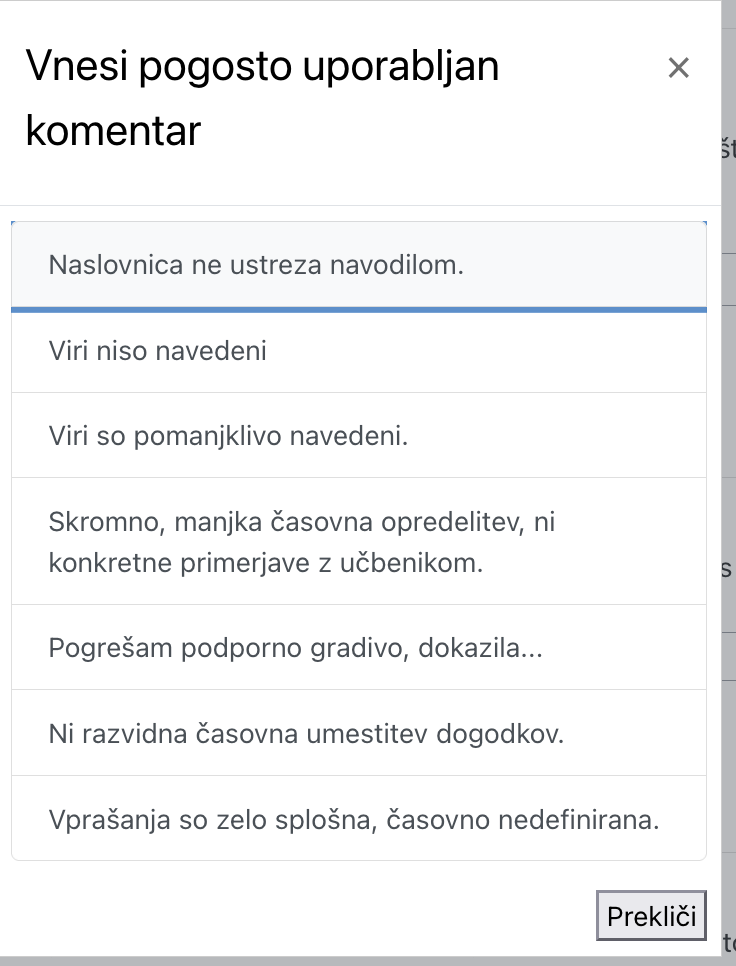 Vnesi pogosto uporabljan
komentar
×
Naslovnica ne ustreza navodilom.
Viri niso navedeni
Viri so pomanjklivo navedeni.
Skromno, manjka časovna opredelitev, ni
konkretne primerjave z učbenikom.
Pogrešam podporno gradivo, dokazila...
Ni razvidna časovna umestitev dogodkov.
Vprašanja so zelo splošna, časovno nedefinirana.
Prekliči